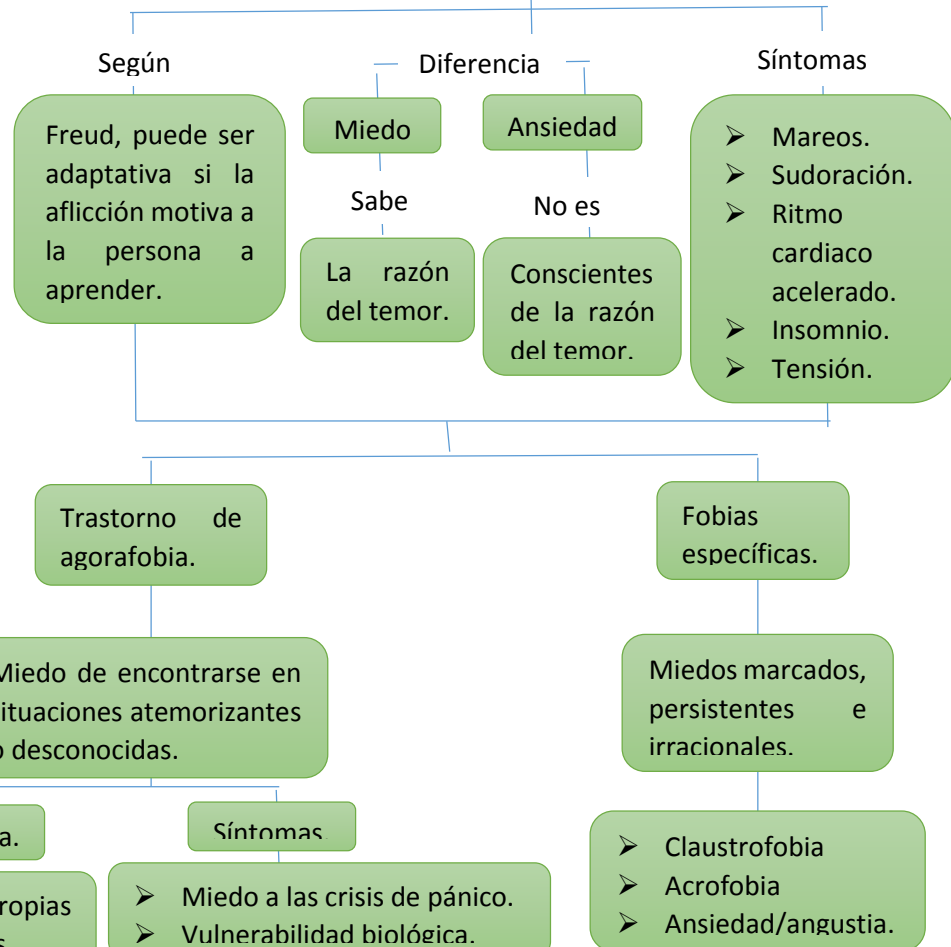 Según
Freud, puede ser
adaptativa si la
aflicción motiva a
la persona a
aprender.
Diferencia
Miedo
Sabe
La razón
del temor.
Ansiedad
No es
Conscientes
de la razón
del temor.
Síntomas
➢ Mareos.
➢ Sudoración.
➢ Ritmo
cardiaco
acelerado.
➢ Insomnio.
➢ Tensión.
Trastorno de
agorafobia.
Miedo de encontrarse en
situaciones atemorizantes
o desconocidas.
a.
ropias
s.
Síntomas.
➢ Miedo a las crisis de pánico.
➢ Vulnerabilidad biológica.
Fobias
específicas.
Miedos marcados,
persistentes e
irracionales.
➢ Claustrofobia
➢ Acrofobia
➢ Ansiedad/angustia.